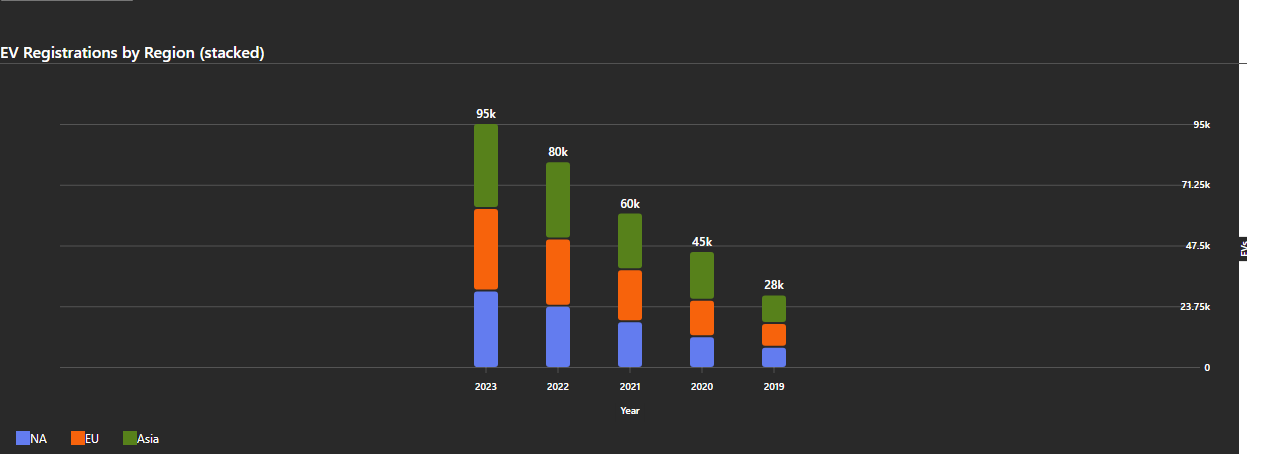 EV Registrations by Region (stacked)
95k
80k
60k
45k
28k
95k
71.25k
47.5k
23.75k
0
EVs
2023 2022 2021 2020 2019
Year
NA EU Asia